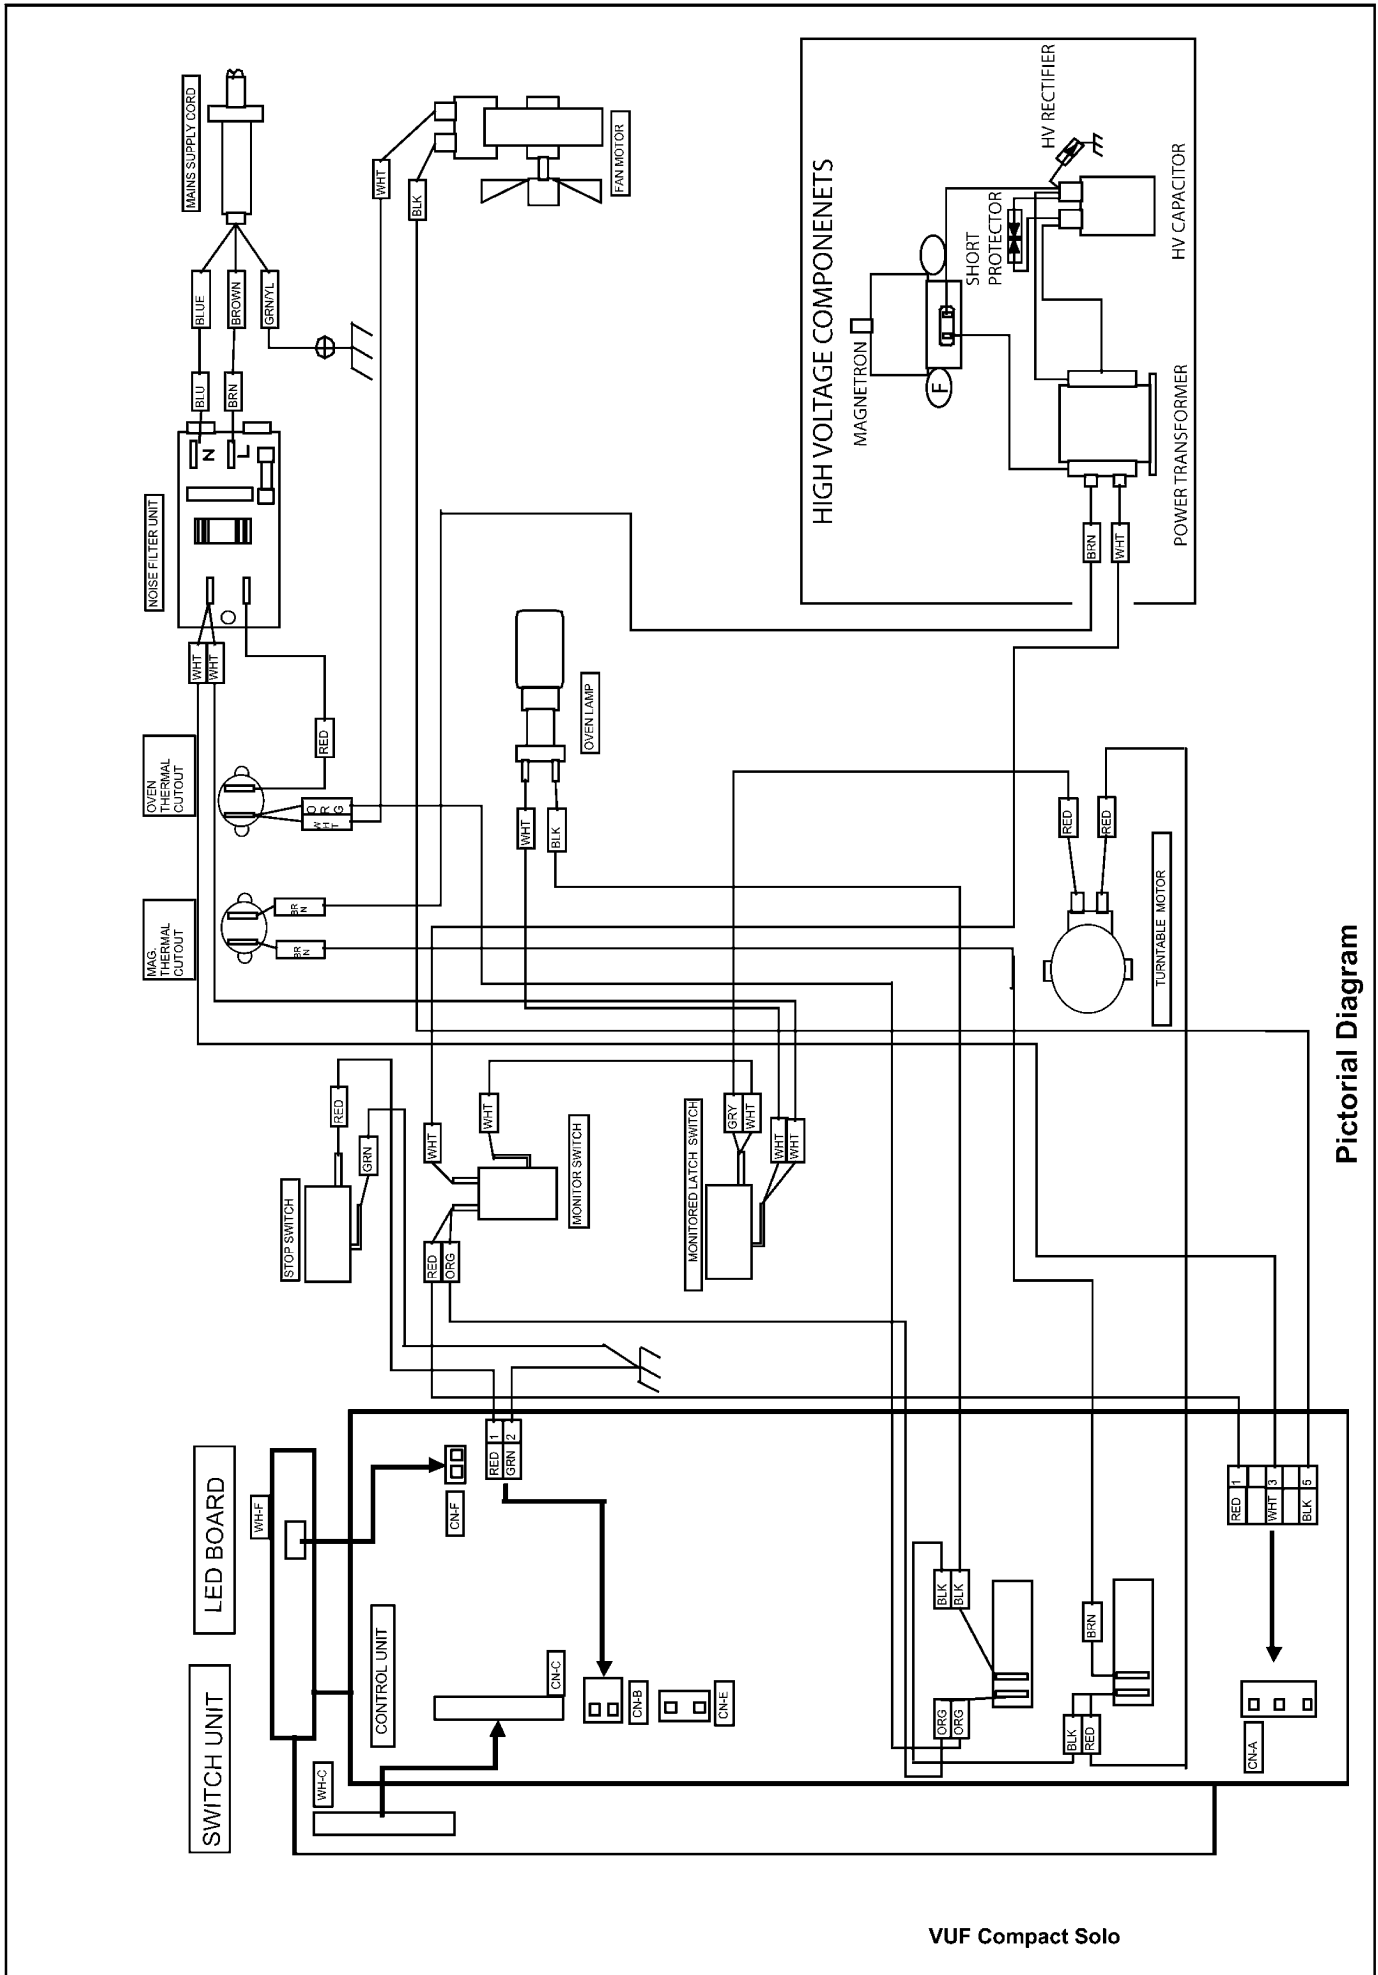 MAINS SUPPLY CORD
BLUE
BROWN
GRN/YL
BLU
BRN
N
L
NOISE FILTER UNIT
WHT
WHT
RED
WHT
BLK
FAN MOTOR
OVEN
THERMAL
CUTOUT
ORG
WHT
MAG.
THERMAL
CUTOUT
BRN
BRN
OVEN LAMP
WHT
BLK
HIGH VOLTAGE COMPONENETS
MAGNETRON
F
SHORT
PROTECTOR
HV RECTIFIER
HV CAPACITOR
POWER TRANSFORMER
BRN
WHT
RED
RED
TURNTABLE MOTOR
STOP SWITCH
RED
GRN
MONITOR SWITCH
WHT
WHT
RED
ORG
MONITORED LATCH SWITCH
GRY
WHT
WHT
WHT
SWITCH UNIT
LED BOARD
WH-F
CN-F
RED 1
GRN 2
CONTROL UNIT
WH-C
CN-C
CN-B
CN-E
BLK
BLK
ORG
ORG
BRN
BLK
RED
RED 1
WHT 3
BLK 5
CN-A
Pictorial Diagram
VUF Compact Solo